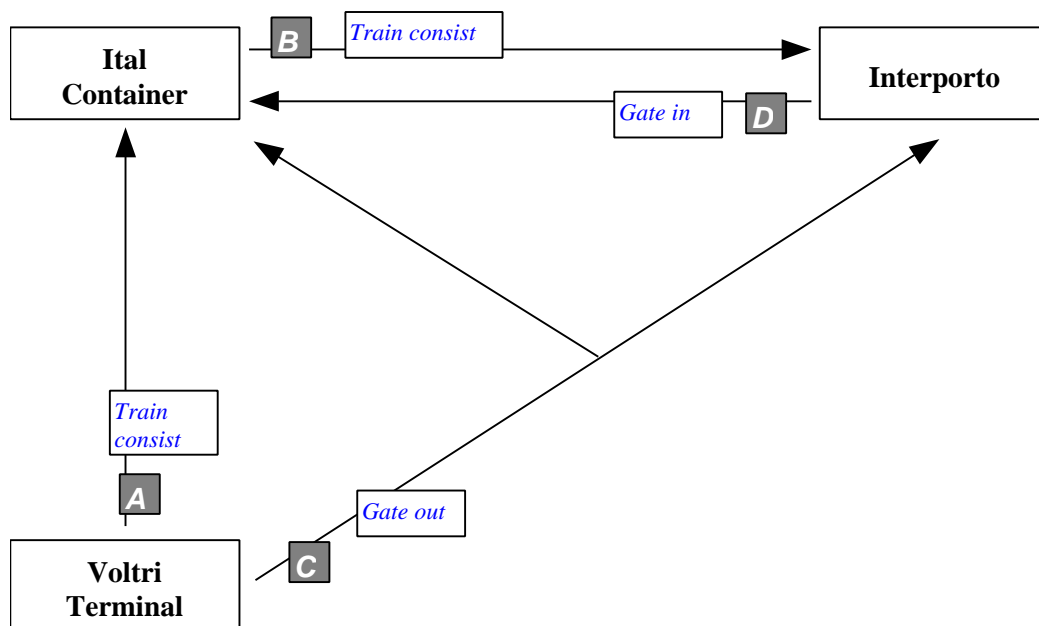 B
Train consist
Ital
Container
Interporto
Gate in
D
Train
consist
A
Gate out
C
Voltri
Terminal